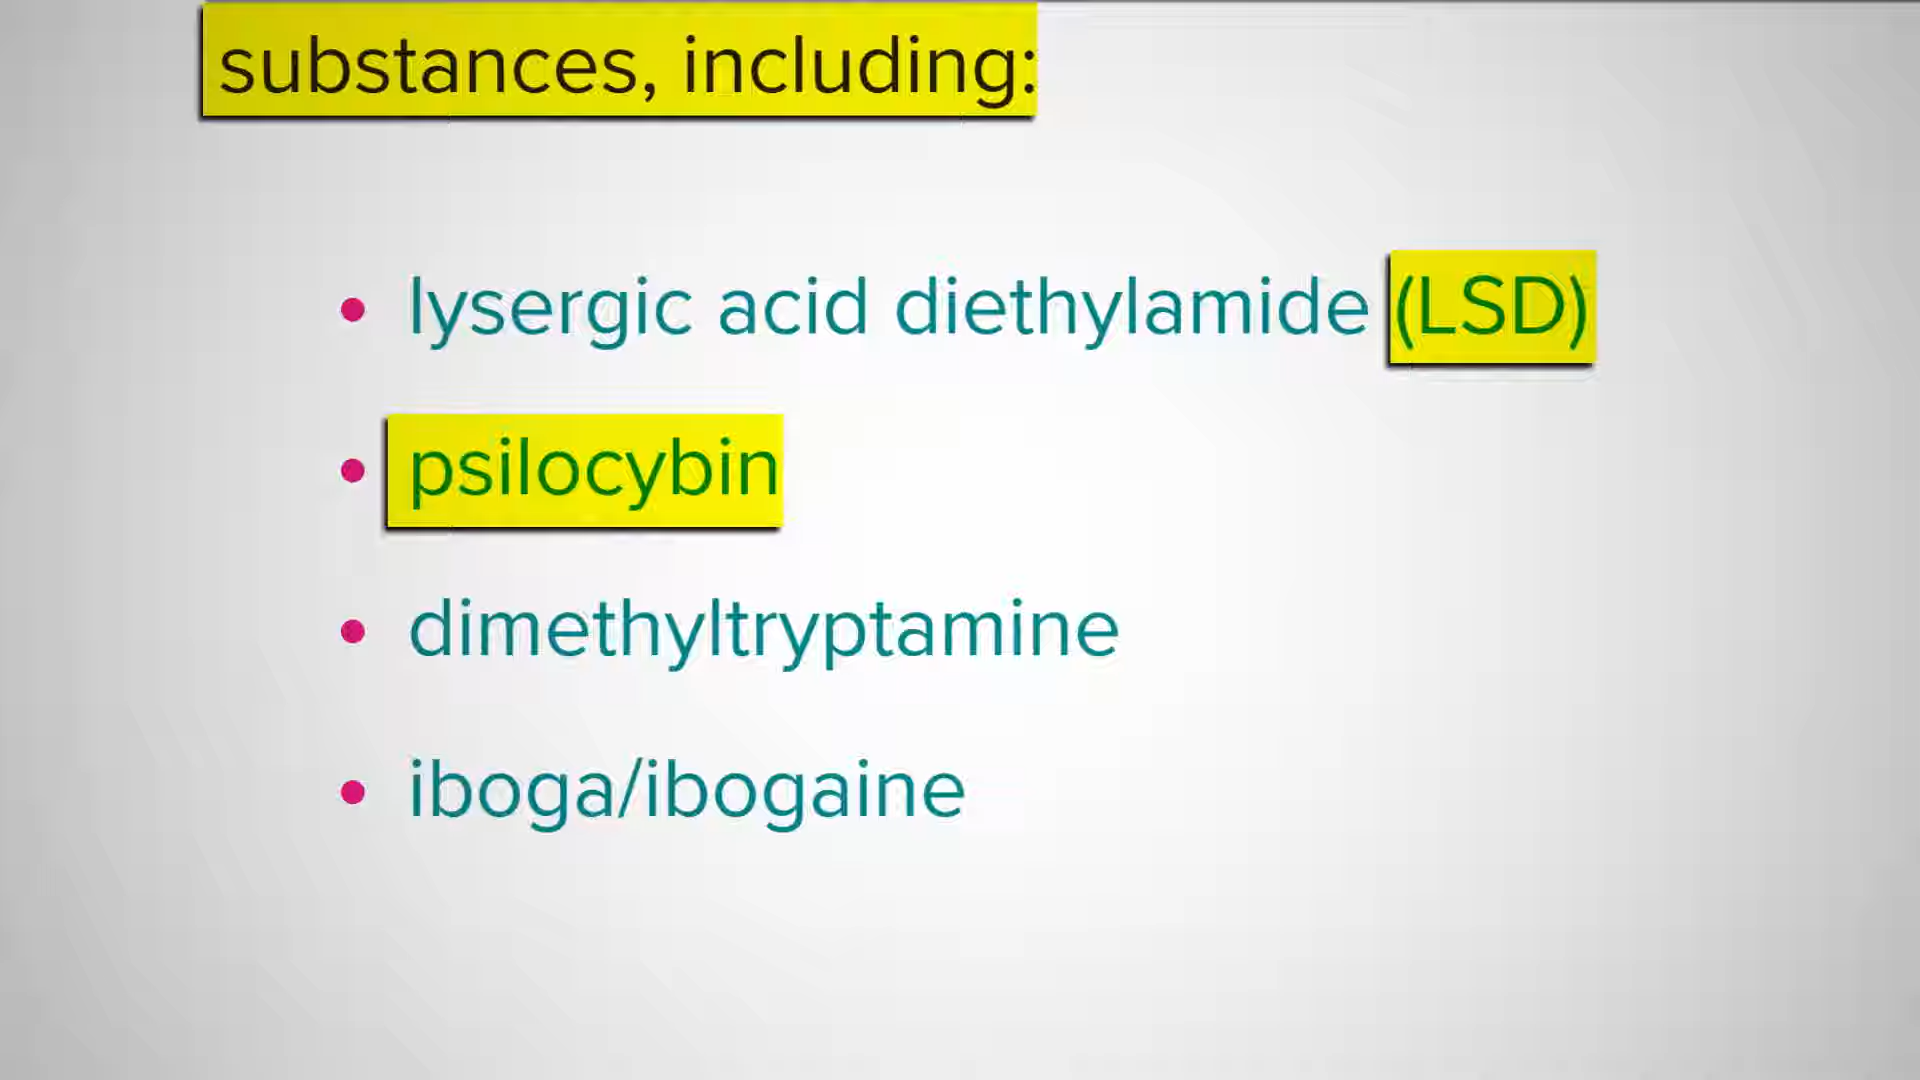 substances, including:
• lysergic acid diethylamide (LSD)
• psilocybin
• dimethyltryptamine
• iboga/ibogaine